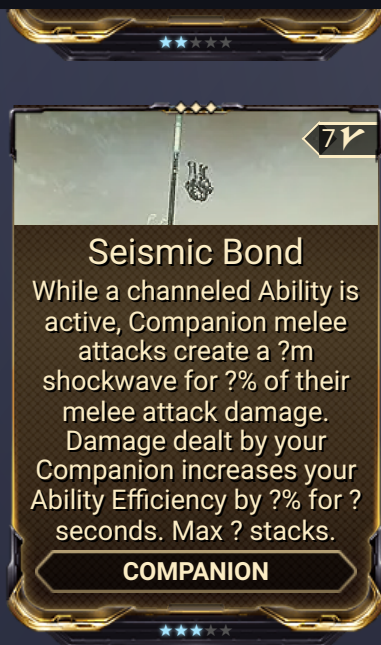 7
Seismic Bond
While a channeled Ability is
active, Companion melee
attacks create a ?m
shockwave for ?% of their
melee attack damage.
Damage dealt by your
Companion increases your
Ability Efficiency by ?% for ?
seconds. Max ? stacks.
COMPANION